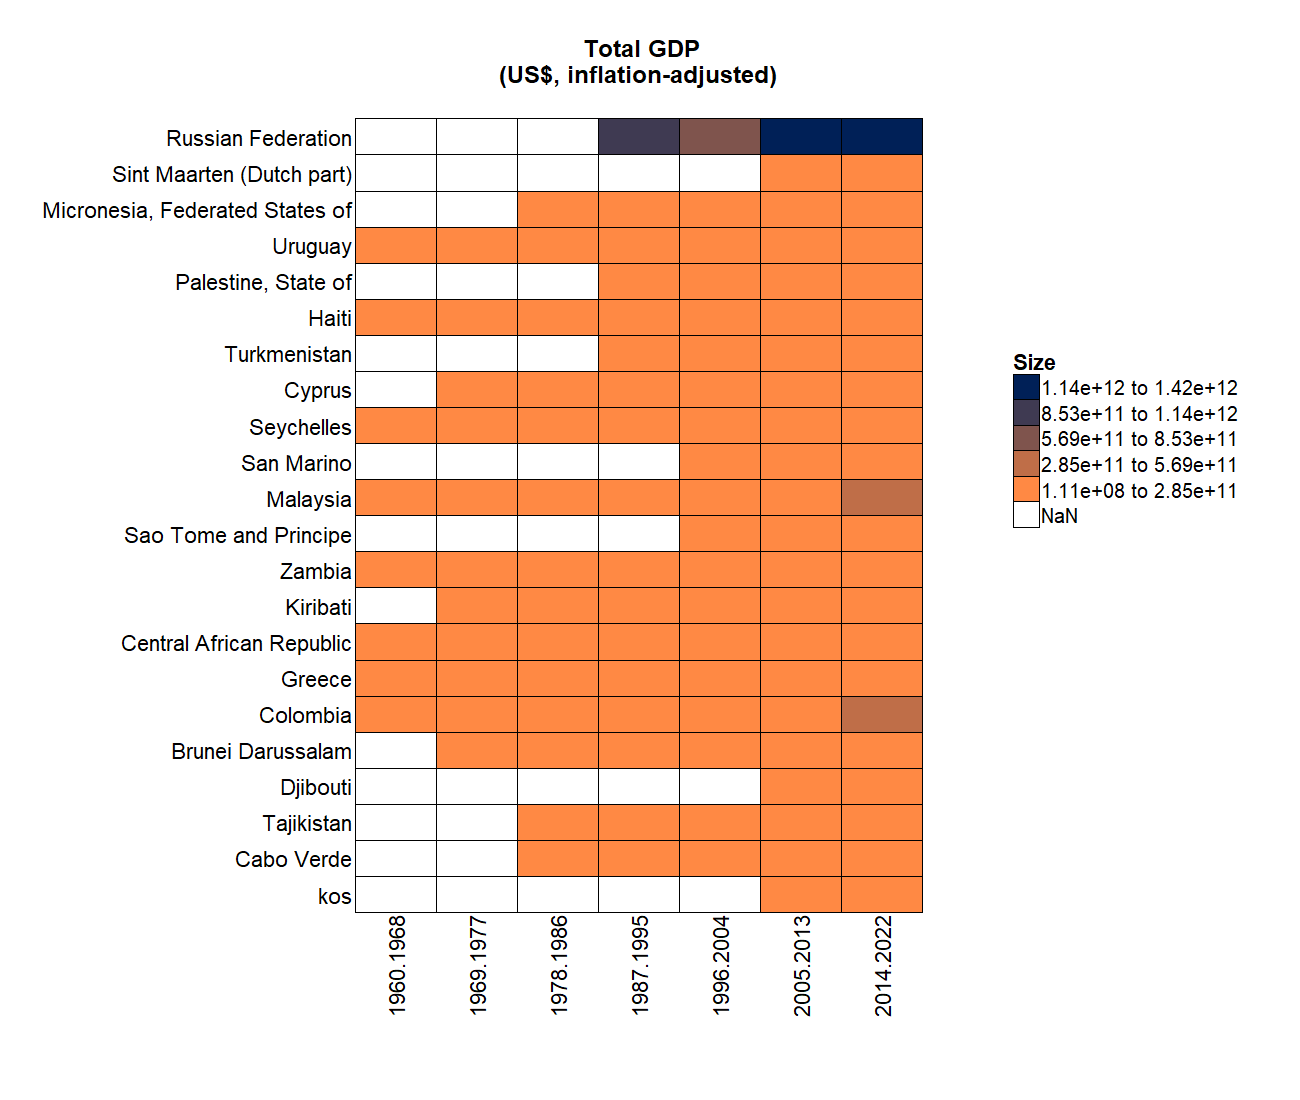 Total GDP
(US$, inflation-adjusted)
Russian Federation
Sint Maarten (Dutch part)
Micronesia, Federated States of
Uruguay
Palestine, State of
Haiti
Turkmenistan
Cyprus
Seychelles
San Marino
Malaysia
Sao Tome and Principe
Zambia
Kiribati
Central African Republic
Greece
Colombia
Brunei Darussalam
Djibouti
Tajikistan
Cabo Verde
kos
1960.1968
1969.1977
1978.1986
1987.1995
1996.2004
2005.2013
2014.2022
Size
1.14e+12 to 1.42e+12
8.53e+11 to 1.14e+12
5.69e+11 to 8.53e+11
2.85e+11 to 5.69e+11
1.11e+08 to 2.85e+11
NaN